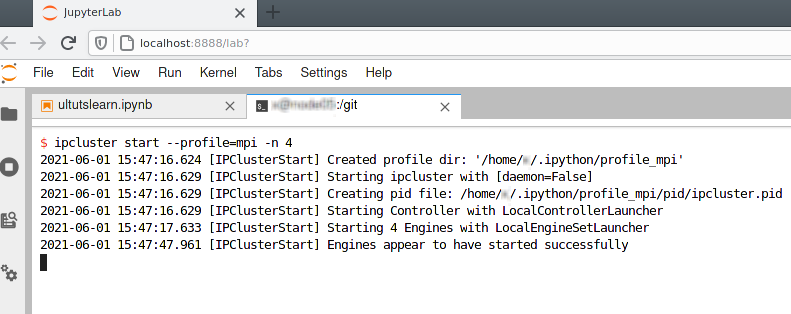 JupyterLab
localhost:8888/lab?
File Edit View Run Kernel Tabs Settings Help
ultutslearn.ipynb
:/git
$ ipcluster start --profile=mpi -n 4
2021-06-01 15:47:16.624 [IPClusterStart] Created profile dir: '/home/ /.ipython/profile_mpi'
2021-06-01 15:47:16.629 [IPClusterStart] Starting ipcluster with [daemon=False]
2021-06-01 15:47:16.629 [IPClusterStart] Creating pid file: /home/ /.ipython/profile_mpi/pid/ipcluster.pid
2021-06-01 15:47:16.629 [IPClusterStart] Starting Controller with LocalControllerLauncher
2021-06-01 15:47:17.633 [IPClusterStart] Starting 4 Engines with LocalEngineSetLauncher
2021-06-01 15:47:47.961 [IPClusterStart] Engines appear to have started successfully